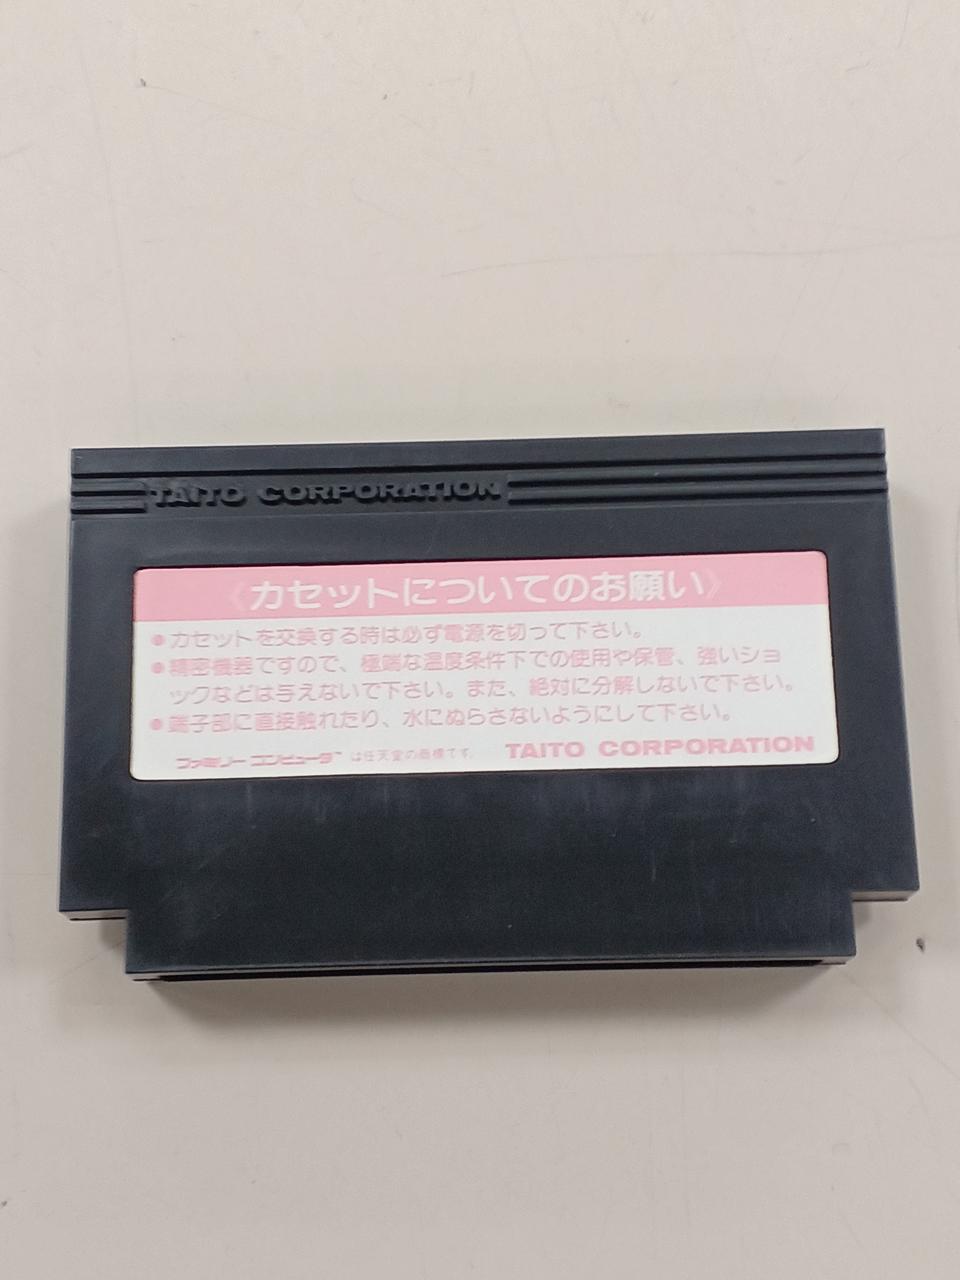 TAITO CORPORATION
《カセットについてのお願い》
●カセットを交換する時は必ず電源を切って下さい。
●精密機器ですので、極端な温度条件下での使用や保管、強いショ
ックなどは与えないで下さい。また、絶対に分解しないで下さい。
●端子部に直接触れたり、水にぬらさないようにして下さい。
ファミリーコンピュータ™は任天堂の商標です。 TAITO CORPORATION